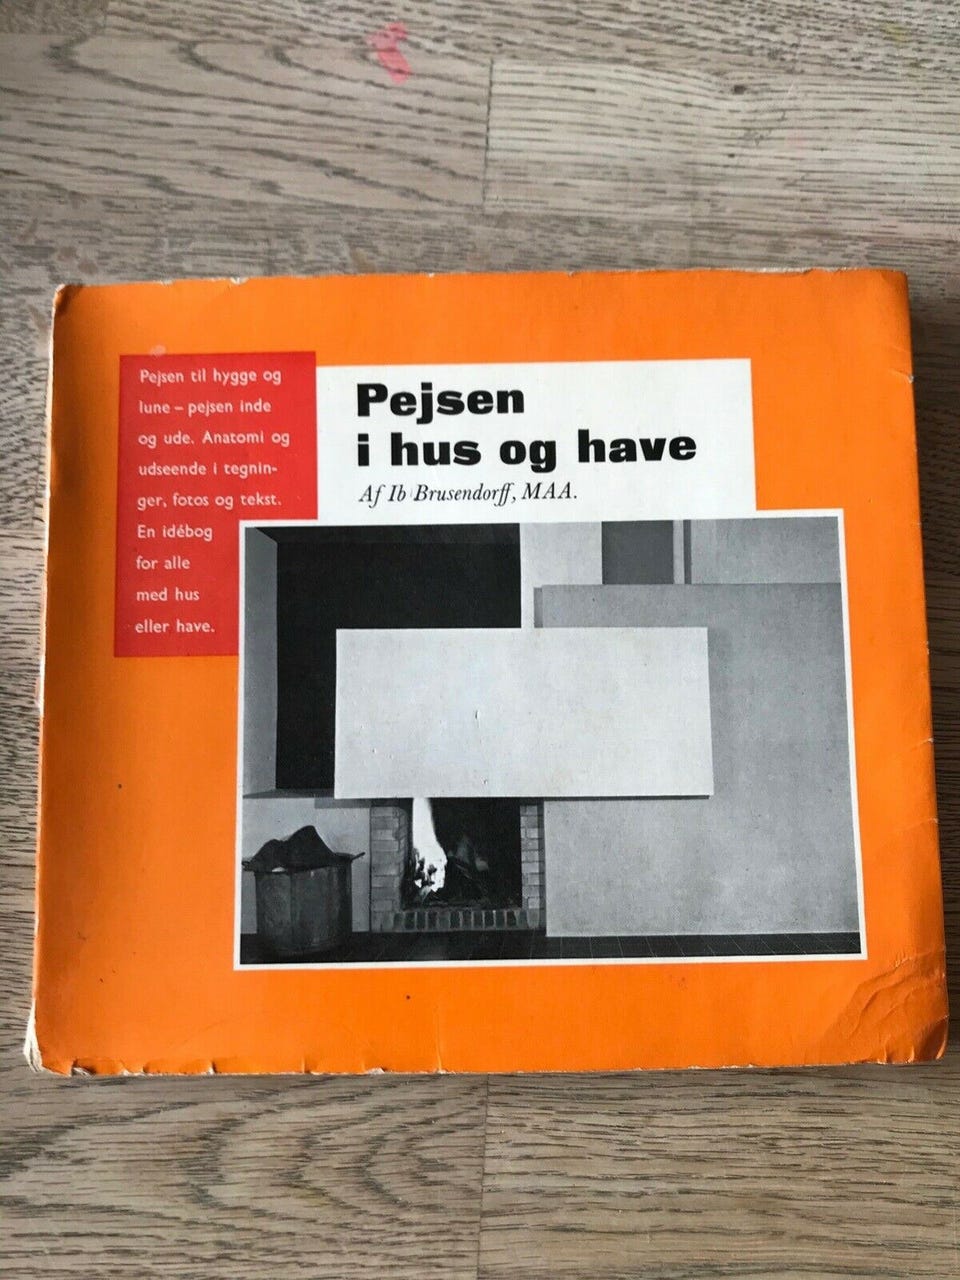 Pejsen til hygge og
lune – pejsen inde
og ude. Anatomi og
udseende i tegnin-
ger, fotos og tekst.
En idébog
for alle
med hus
eller have.
Pejsen
i hus og have
Af Ib Brusendorff, MAA.